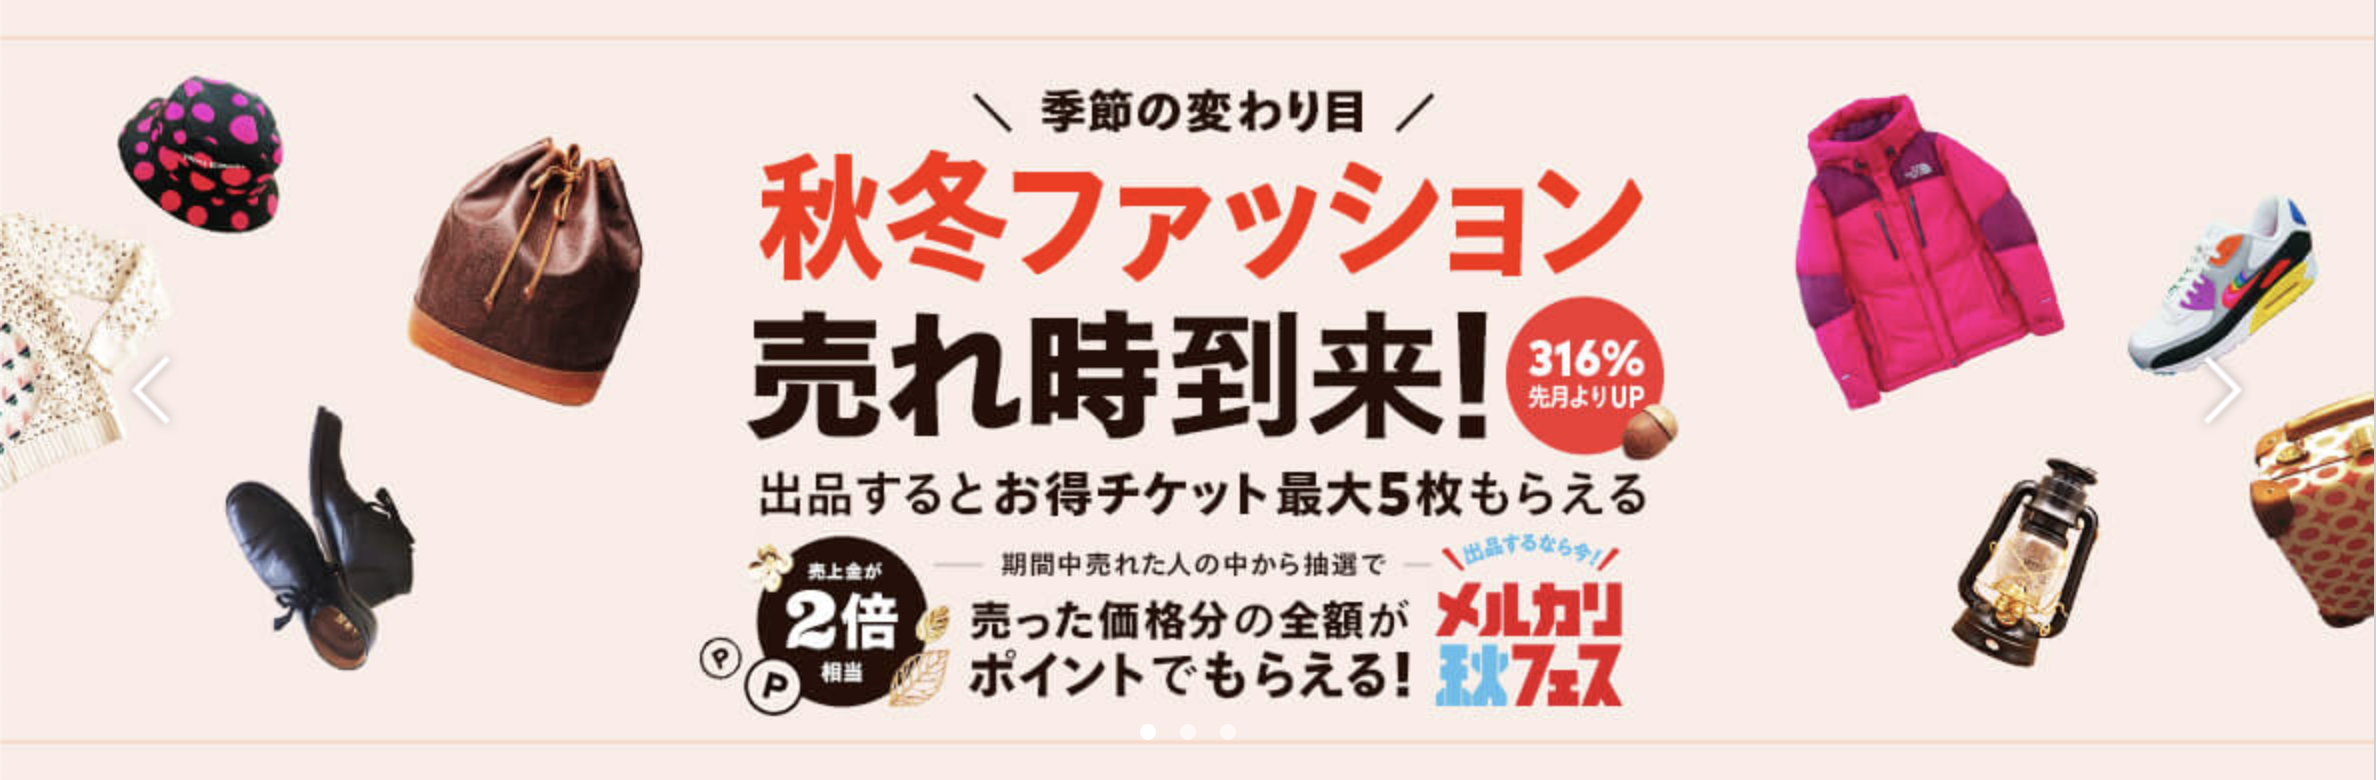 季節の変わり目
秋冬ファッション
売れ時到来!
316%
先月よりUP
出品するとお得チケット最大5枚もらえる
売上金が
2倍
相当
P
P
期間中売れた人の中から抽選で
売った価格分の全額が
ポイントでもらえる!
出品するなら今!
メルカリ
秋フェス